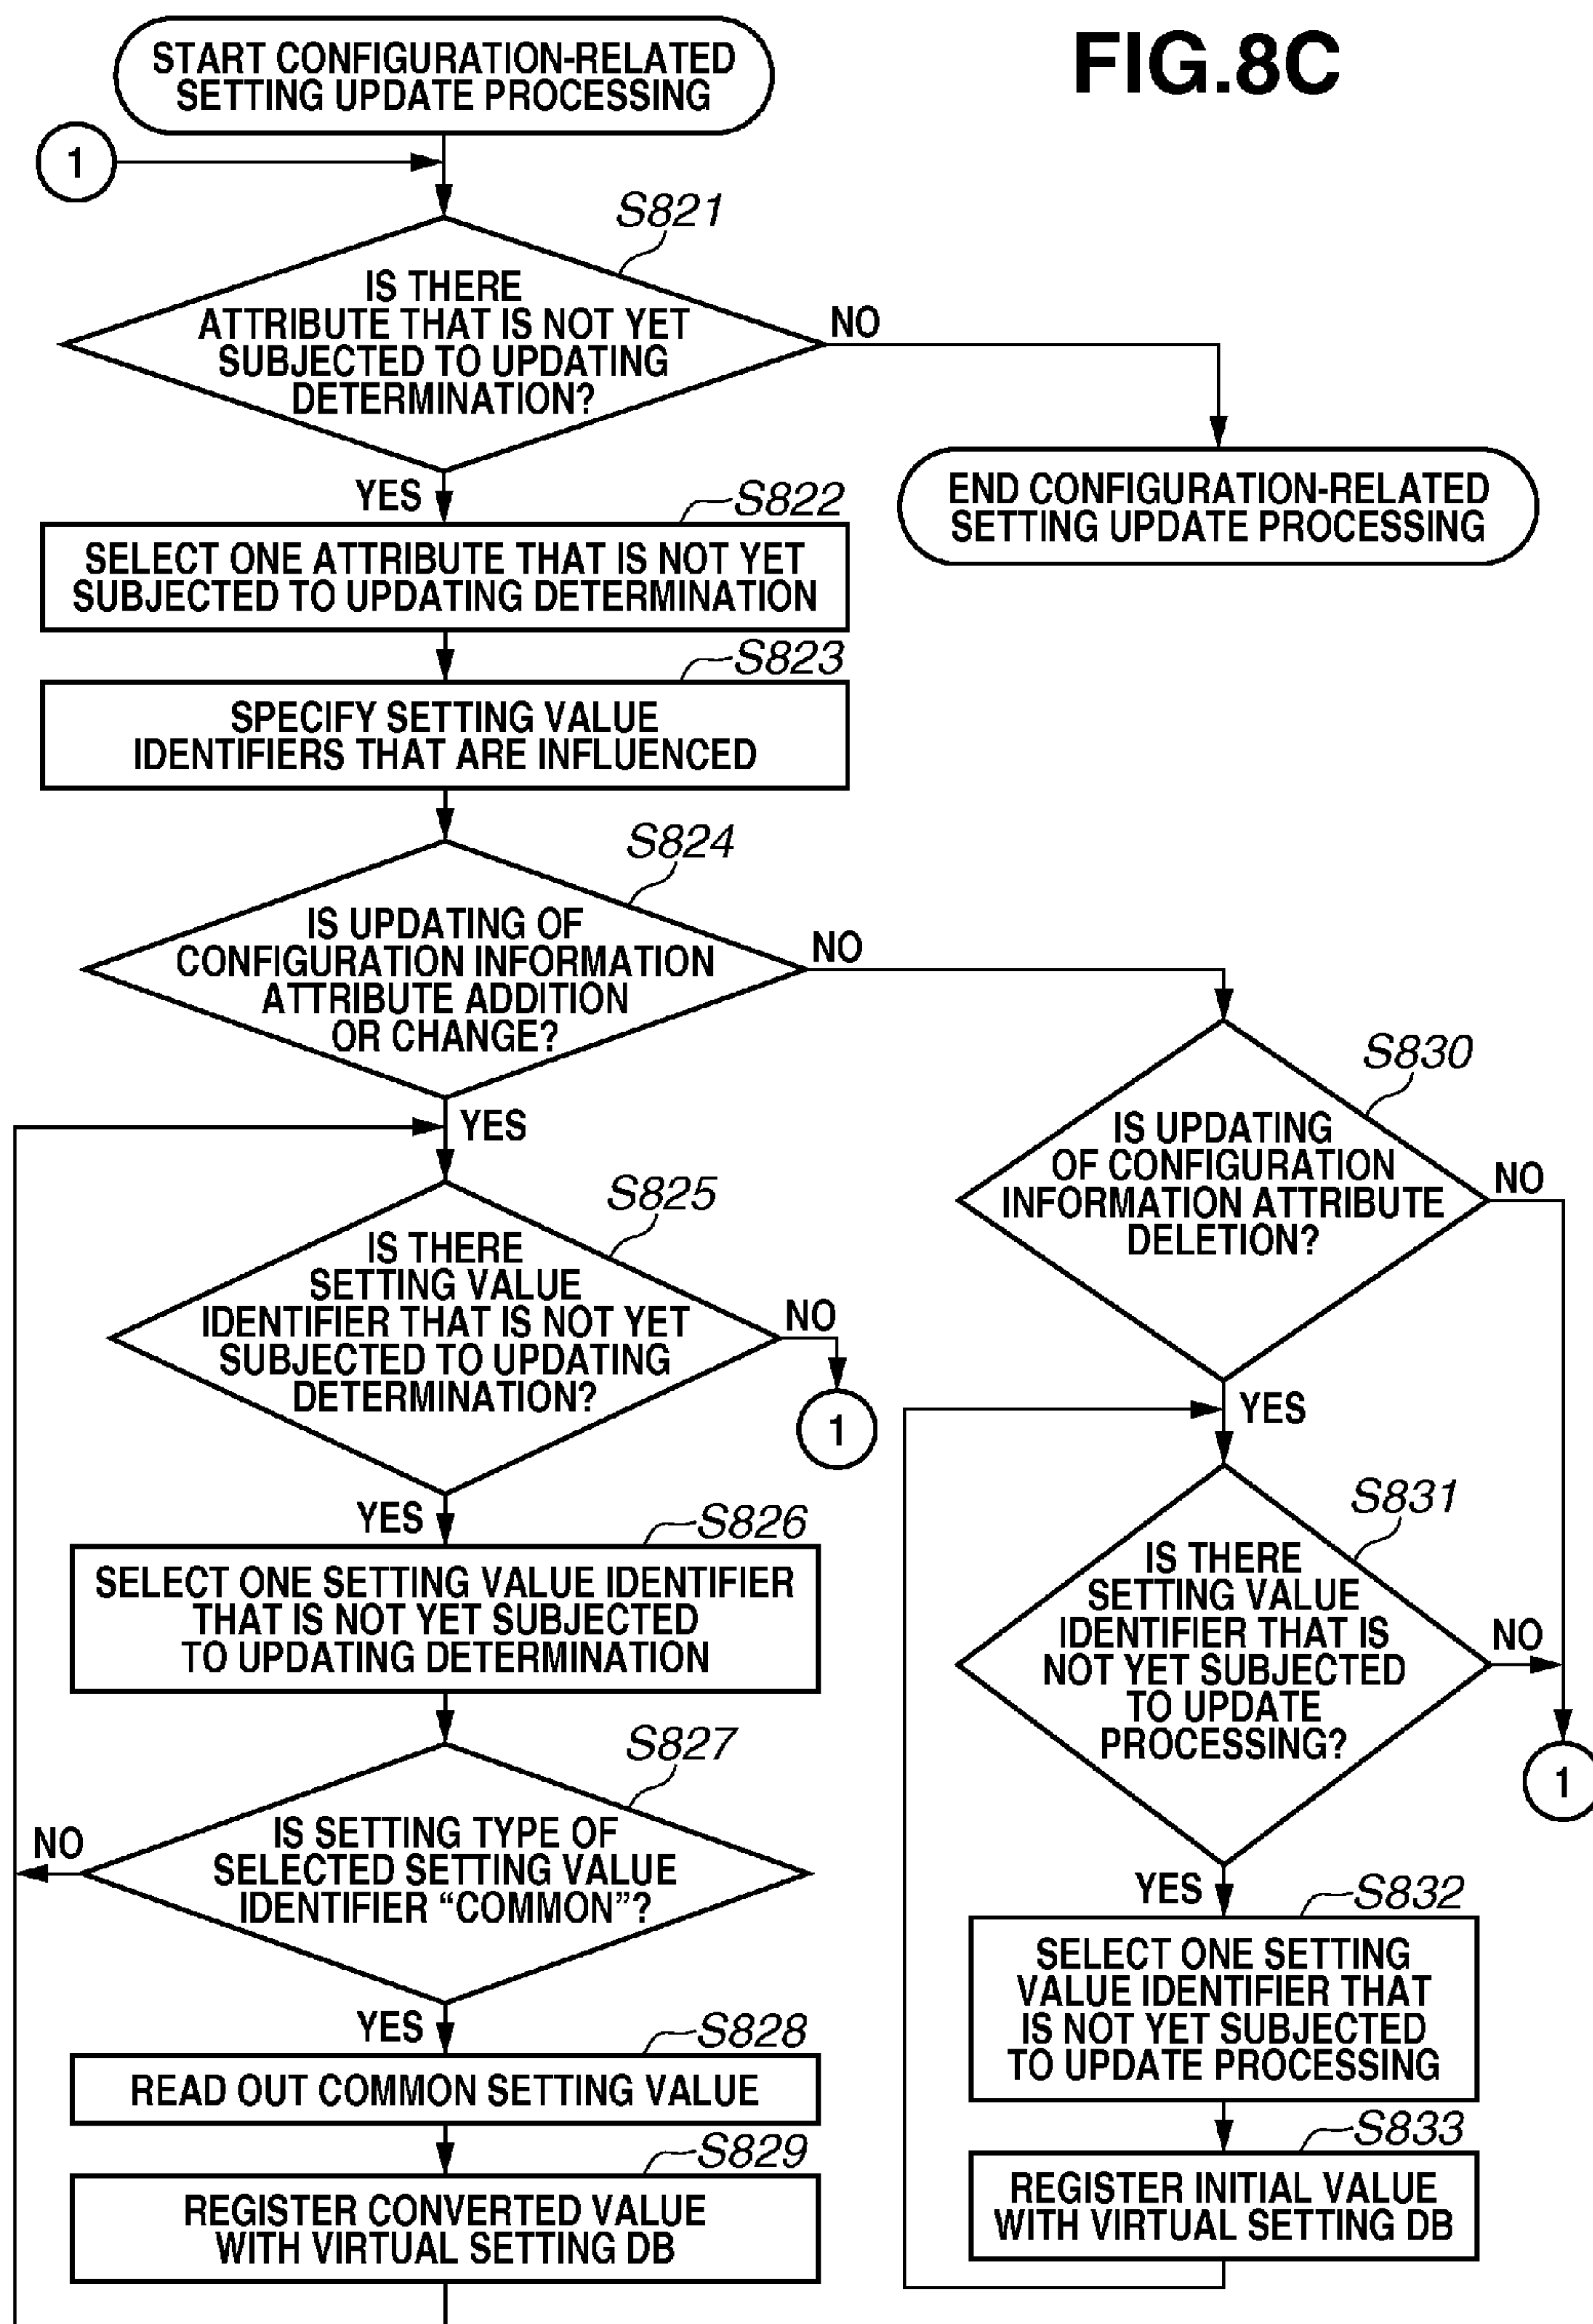 FIG.8C
START CONFIGURATION-RELATED
SETTING UPDATE PROCESSING
1
S821
IS THERE
ATTRIBUTE THAT IS NOT YET
SUBJECTED TO UPDATING
DETERMINATION?
NO
YES
END CONFIGURATION-RELATED
SETTING UPDATE PROCESSING
S822
SELECT ONE ATTRIBUTE THAT IS NOT YET
SUBJECTED TO UPDATING DETERMINATION
S823
SPECIFY SETTING VALUE
IDENTIFIERS THAT ARE INFLUENCED
S824
IS UPDATING OF
CONFIGURATION INFORMATION
ATTRIBUTE ADDITION
OR CHANGE?
NO
YES
S825
IS THERE
SETTING VALUE
IDENTIFIER THAT IS NOT YET
SUBJECTED TO UPDATING
DETERMINATION?
NO
1
YES
S826
SELECT ONE SETTING VALUE IDENTIFIER
THAT IS NOT YET SUBJECTED
TO UPDATING DETERMINATION
S827
IS SETTING TYPE OF
SELECTED SETTING VALUE
IDENTIFIER “COMMON”?
NO
YES
S828
READ OUT COMMON SETTING VALUE
S829
REGISTER CONVERTED VALUE
WITH VIRTUAL SETTING DB
S830
IS UPDATING
OF CONFIGURATION
INFORMATION ATTRIBUTE
DELETION?
NO
YES
S831
IS THERE
SETTING VALUE
IDENTIFIER THAT IS
NOT YET SUBJECTED
TO UPDATE
PROCESSING?
NO
1
YES
S832
SELECT ONE SETTING
VALUE IDENTIFIER THAT
IS NOT YET SUBJECTED
TO UPDATE PROCESSING
S833
REGISTER INITIAL VALUE
WITH VIRTUAL SETTING DB